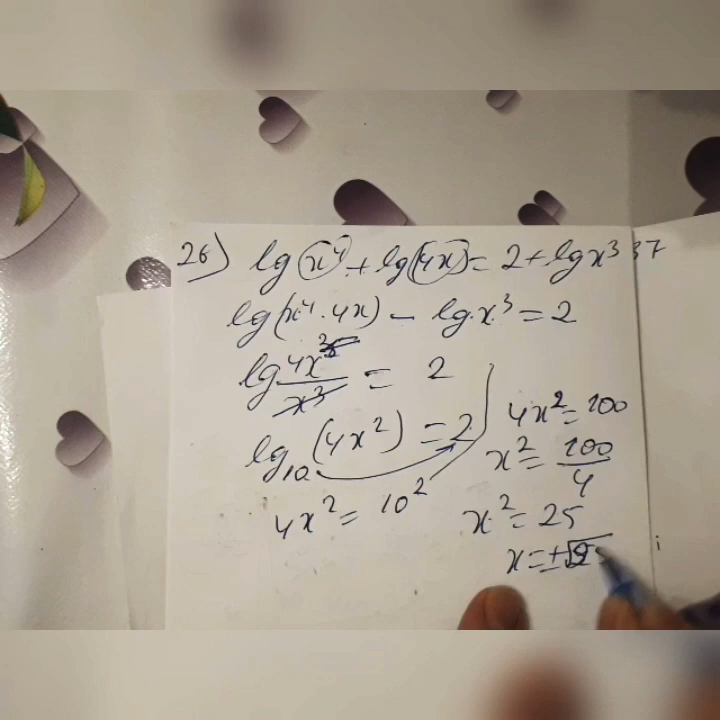 26) lg(x⁴) + lg(4x) = 2 + lg x³ 37
lg(x⁴ · 4x) - lg x³ = 2
lg 4x⁵/x³ = 2
lg₁₀(4x²) = 2
4x² = 10²
4x² = 100
x² = 100/4
x² = 25
x = ±√25